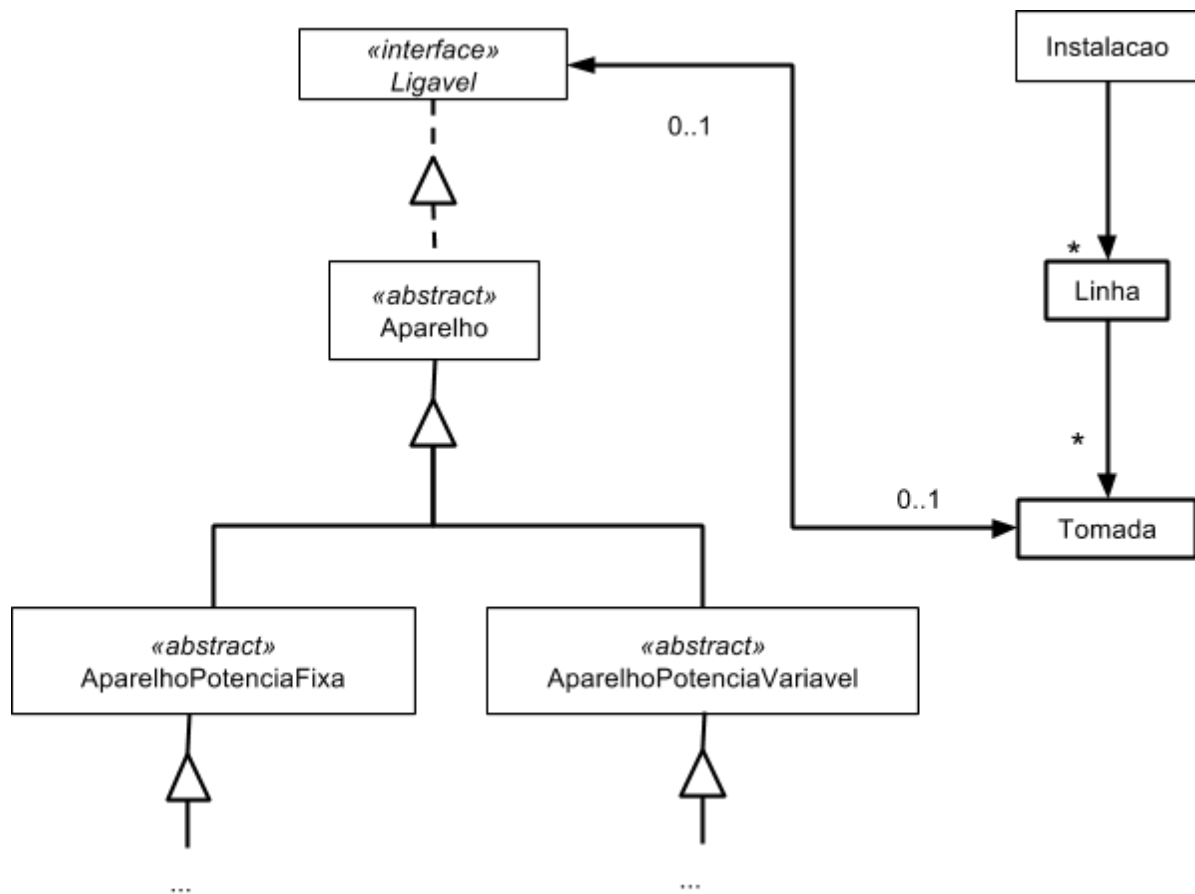 «interface»
Ligavel
Instalacao
0..1
*
Linha
«abstract»
Aparelho
*
0..1
Tomada
«abstract»
AparelhoPotenciaFixa
«abstract»
AparelhoPotenciaVariavel
...
...